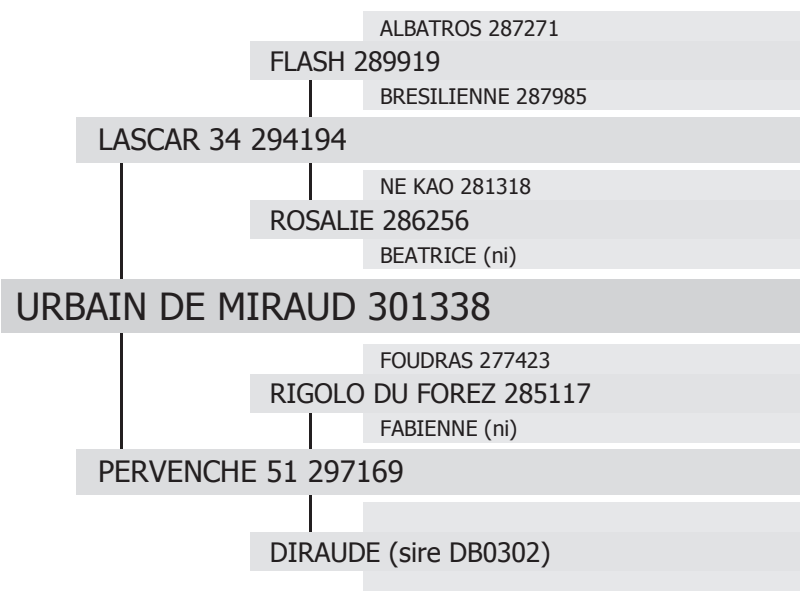 ALBATROS 287271
FLASH 289919
BRESILIENNE 287985
LASCAR 34 294194
NE KAO 281318
ROSALIE 286256
BEATRICE (ni)
URBAIN DE MIRAUD 301338
FOUDRAS 277423
RIGOLO DU FOREZ 285117
FABIENNE (ni)
PERVENCHE 51 297169
DIRAUDE (sire DB0302)